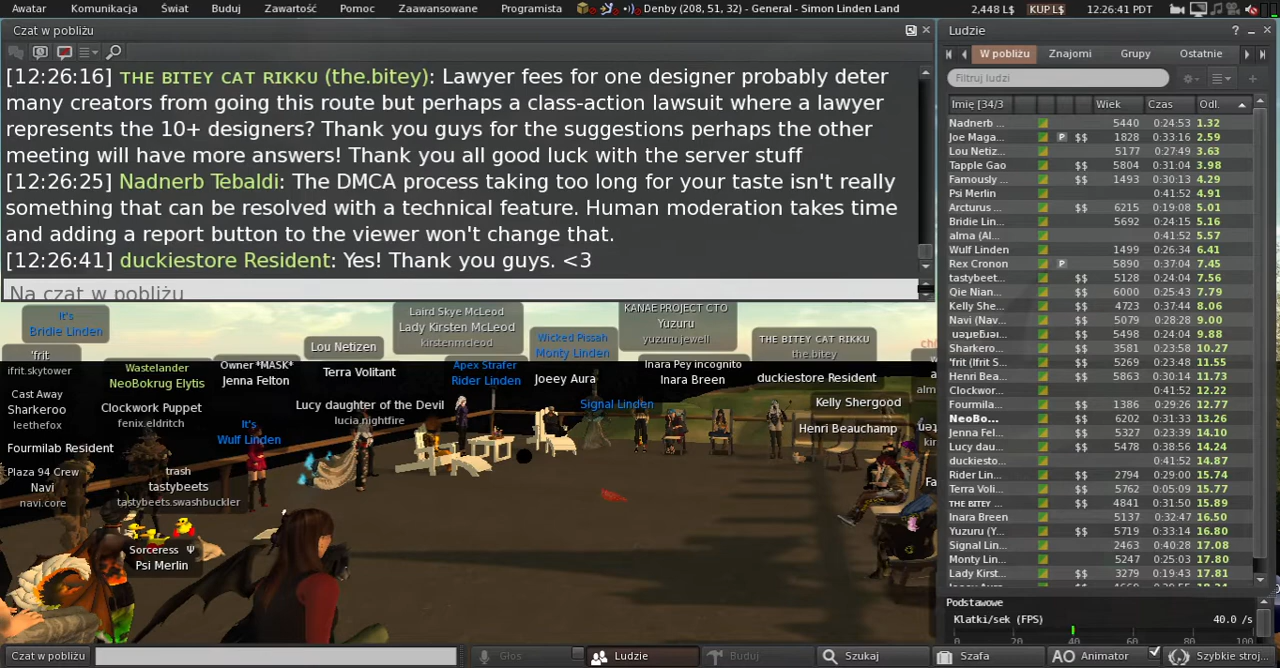 Awatar Komunikacja Świat Buduj Zawartość Pomoc Zaawansowane Programista Denby (208, 51, 32) - General - Simon Linden Land 2,448 L$ KUP L$ 12:26:41 PDT
Czat w pobliżu
[12:26:16] THE BITEY CAT RIKKU (the.bitey): Lawyer fees for one designer probably deter
many creators from going this route but perhaps a class-action lawsuit where a lawyer
represents the 10+ designers? Thank you guys for the suggestions perhaps the other
meeting will have more answers! Thank you all good luck with the server stuff
[12:26:25] Nadnerb Tebaldi: The DMCA process taking too long for your taste isn't really
something that can be resolved with a technical feature. Human moderation takes time
and adding a report button to the viewer won't change that.
[12:26:41] duckiestore Resident: Yes! Thank you guys. <3
Na czat w pobliżu
It's
Bridie Linden
'frit
ifrit.skytower
Cast Away
Sharkeroo
leethefox
Fourmilab Resident
Plaza 94 Crew
Navi
navi.core
Wastelander
NeoBokrug Elytis
Clockwork Puppet
fenix.eldritch
trash
tastybeets
tastybeets.swashbuckler
Sorceress Ψ
Psi Merlin
Owner *MASK*
Jenna Felton
It's
Wulf Linden
Lou Netizen
Terra Volitant
Lucy daughter of the Devil
lucia.nightfire
Laird Skye McLeod
Lady Kirsten McLeod
kirstenmcleod
Apex Strafer
Rider Linden
Wicked Pissah
Monty Linden
Joeey Aura
Signal Linden
KANAE PROJECT CTO
Yuzuru
yuzuru.jewell
Inara Pey incognito
Inara Breen
THE BITEY CAT RIKKU
the.bitey
duckiestore Resident
Kelly Shergood
Henri Beauchamp
Ludzie
W pobliżu Znajomi Grupy Ostatnie
Filtruj ludzi
Imię [34/3 Wiek Czas Odl.
Nadnerb ... 5440 0:24:53 1.32
Joe Maga... P $$ 1828 0:33:16 2.59
Lou Netiz... 5177 0:27:49 3.63
Tapple Gao $$ 5804 0:31:04 3.98
Famously ... $$ 1493 0:30:13 4.29
Psi Merlin 0:41:52 4.91
Arcturus ... $$ 6215 0:19:08 5.01
Bridie Lin... 5692 0:24:15 5.16
alma (Al... 0:41:52 5.57
Wulf Linden 1499 0:26:34 6.41
Rex Cronon P 5890 0:37:04 7.45
tastybeet... $$ 5128 0:24:04 7.56
Qie Nian... $$ 6000 0:25:43 7.79
Kelly She... $$ 4723 0:37:44 8.06
Navi (Nav... 5079 0:28:28 9.00
$$ 5498 0:24:04 9.88
Sharkero... $$ 3581 0:23:58 10.27
'frit (Ifrit S... $$ 5269 0:23:48 11.55
Henri Bea... $$ 5863 0:30:14 11.73
Clockwor... 0:41:52 12.22
Fourmila... $$ 1386 0:29:26 12.77
NeoBo... $$ 6202 0:31:33 13.26
Jenna Fel... $$ 5327 0:23:39 14.10
Lucy dau... $$ 5478 0:38:56 14.24
duckiesto... 0:41:52 14.87
Rider Lin... $$ 2794 0:29:00 15.74
Terra Voli... $$ 5762 0:05:09 15.77
THE BITEY ... $$ 4841 0:31:50 15.89
Inara Breen 5137 0:32:47 16.50
Yuzuru (Y... $$ 5719 0:33:14 16.80
Signal Lin... 2463 0:40:28 17.08
Monty Lin... 5247 0:25:03 17.80
Lady Kirst... $$ 3279 0:19:43 17.81
Podstawowe
Klatki/sek (FPS) 40.0 /s
0 20 40 60 80 100
Czat w pobliżu Głos Ludzie Buduj Szukaj Szafa AO Animator Szybkie stroj...